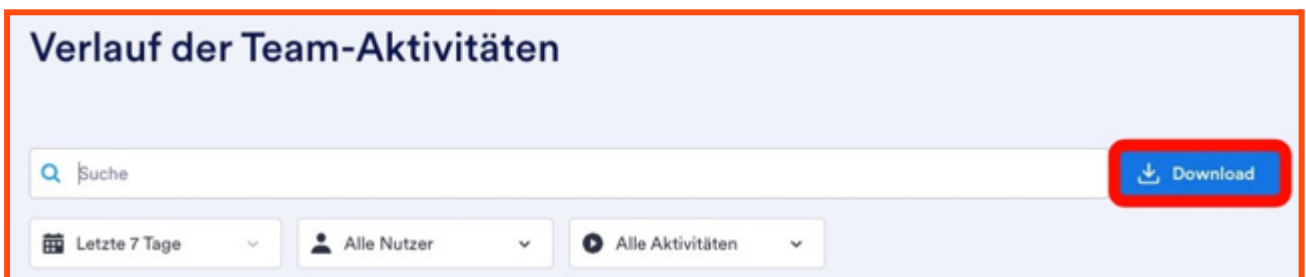 Verlauf der Team-Aktivitäten
Suche
Download
Letzte 7 Tage
Alle Nutzer
Alle Aktivitäten